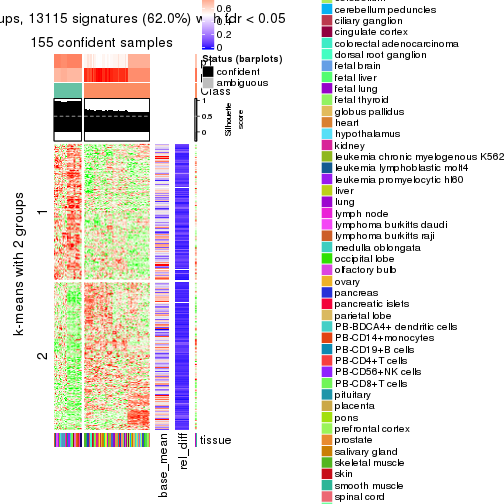 ups, 13115 signatures (62.0%) with fdr < 0.05
155 confident samples
0.6
0.4
0.2
0
Status (barplots)
confident
ambiguous
Class
1
0.5
0
Silhouette
score
k-means with 2 groups
1
2
base_mean
rel_diff
tissue
cerebellum peduncles
ciliary ganglion
cingulate cortex
colorectal adenocarcinoma
dorsal root ganglion
fetal brain
fetal liver
fetal lung
fetal thyroid
globus pallidus
heart
hypothalamus
kidney
leukemia chronic myelogenous K562
leukemia lymphoblastic molt4
leukemia promyelocytic hl60
liver
lung
lymph node
lymphoma burkitts daudi
lymphoma burkitts raji
medulla oblongata
occipital lobe
olfactory bulb
ovary
pancreas
pancreatic islets
parietal lobe
PB-BDCA4+ dendritic cells
PB-CD14+monocytes
PB-CD19+B cells
PB-CD4+T cells
PB-CD56+NK cells
PB-CD8+T cells
pituitary
placenta
pons
prefrontal cortex
prostate
salivary gland
skeletal muscle
skin
smooth muscle
spinal cord